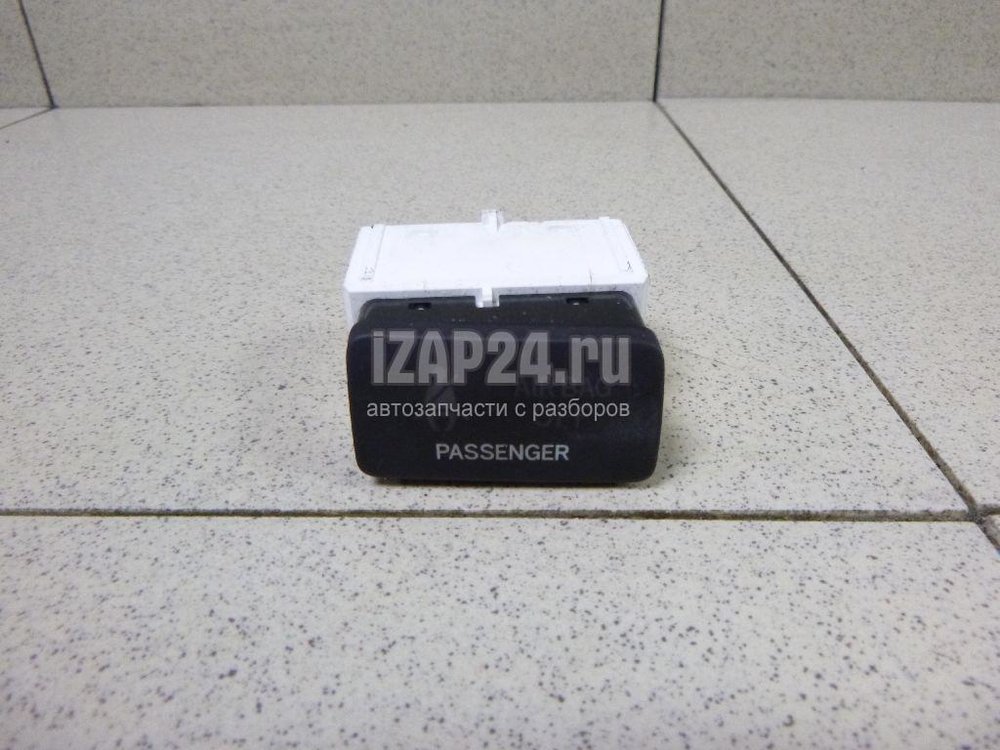 iZAP24.ru
автозапчасти с разборов
PASSENGER